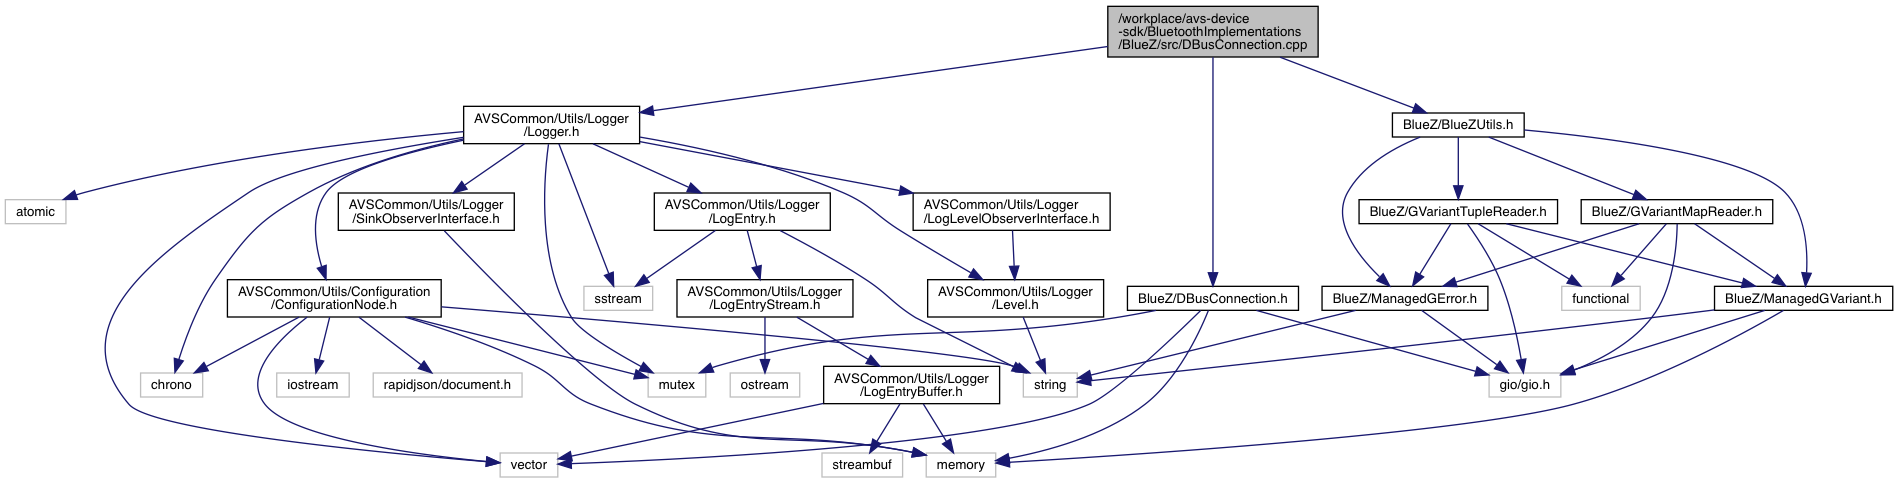 /workplace/avs-device
-sdk/BluetoothImplementations
/BlueZ/src/DBusConnection.cpp
AVSCommon/Utils/Logger
/Logger.h
BlueZ/BlueZUtils.h
atomic
AVSCommon/Utils/Logger
/SinkObserverInterface.h
AVSCommon/Utils/Logger
/LogEntry.h
AVSCommon/Utils/Logger
/LogLevelObserverInterface.h
BlueZ/GVariantTupleReader.h
BlueZ/GVariantMapReader.h
AVSCommon/Utils/Configuration
/ConfigurationNode.h
sstream
AVSCommon/Utils/Logger
/LogEntryStream.h
AVSCommon/Utils/Logger
/Level.h
BlueZ/DBusConnection.h
BlueZ/ManagedGError.h
functional
BlueZ/ManagedGVariant.h
chrono
iostream
rapidjson/document.h
mutex
ostream
AVSCommon/Utils/Logger
/LogEntryBuffer.h
string
gio/gio.h
vector
streambuf
memory